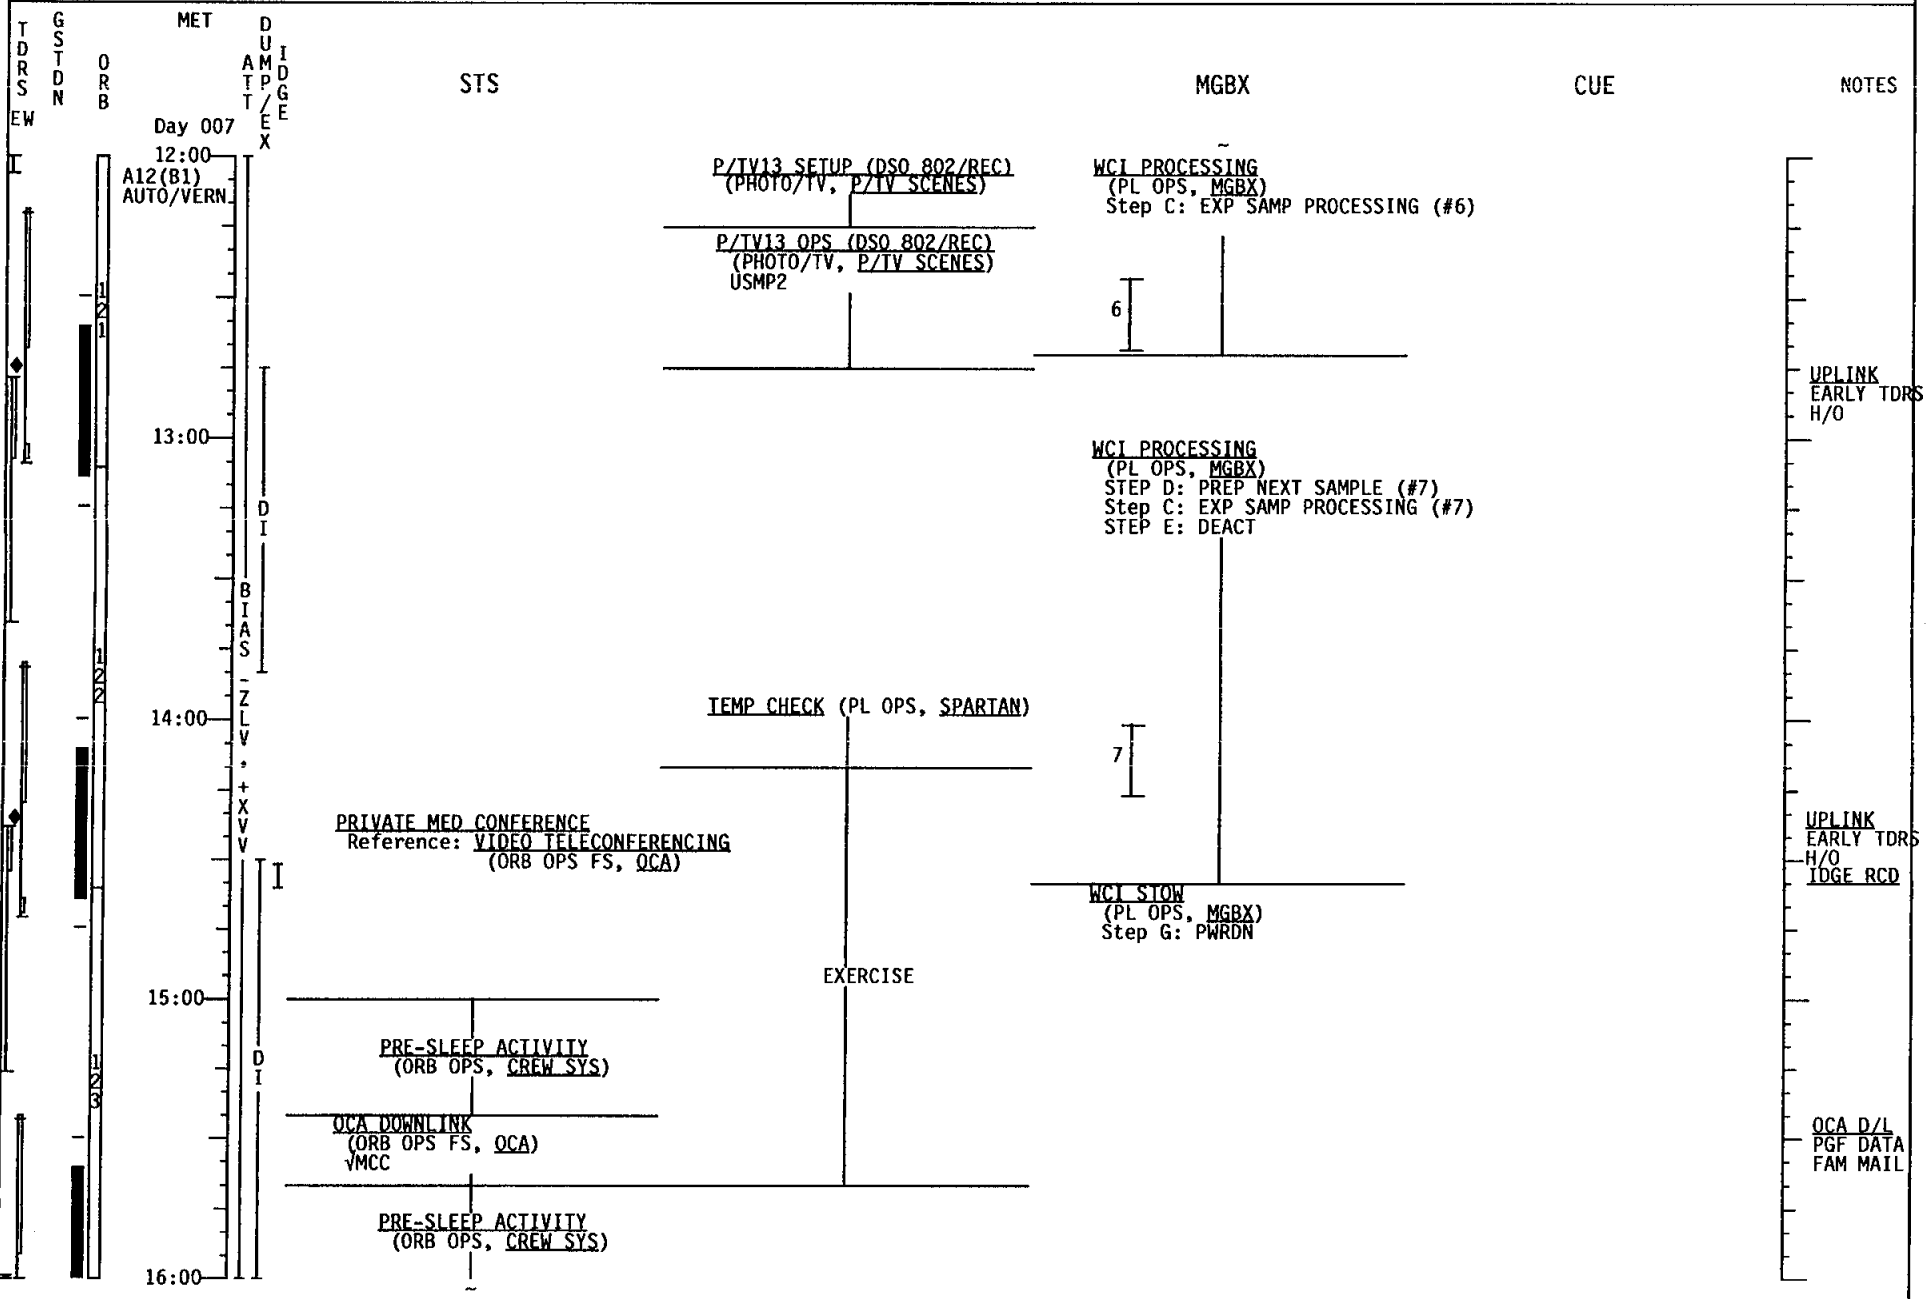 TDRS
EW
GSTDN
ORB
MET
ATT
DUMP/EX
IDGE
STS
MGBX
CUE
NOTES
Day 007
12:00
A12(B1)
AUTO/VERN
13:00
14:00
15:00
16:00
121
122
123
BIAS -ZLV, +XVV
DI
DI
P/TV13 SETUP (DSO 802/REC)
(PHOTO/TV, P/TV SCENES)
P/TV13 OPS (DSO 802/REC)
(PHOTO/TV, P/TV SCENES)
USMP2
~
WCI PROCESSING
(PL OPS, MGBX)
Step C: EXP SAMP PROCESSING (#6)
6
UPLINK
EARLY TDRS
H/O
WCI PROCESSING
(PL OPS, MGBX)
STEP D: PREP NEXT SAMPLE (#7)
Step C: EXP SAMP PROCESSING (#7)
STEP E: DEACT
TEMP CHECK (PL OPS, SPARTAN)
7
PRIVATE MED CONFERENCE
Reference: VIDEO TELECONFERENCING
(ORB OPS FS, OCA)
UPLINK
EARLY TDRS
H/O
IDGE RCD
WCI STOW
(PL OPS, MGBX)
Step G: PWRDN
EXERCISE
PRE-SLEEP ACTIVITY
(ORB OPS, CREW SYS)
OCA DOWNLINK
(ORB OPS FS, OCA)
√MCC
OCA D/L
PGF DATA
FAM MAIL
PRE-SLEEP ACTIVITY
(ORB OPS, CREW SYS)
~